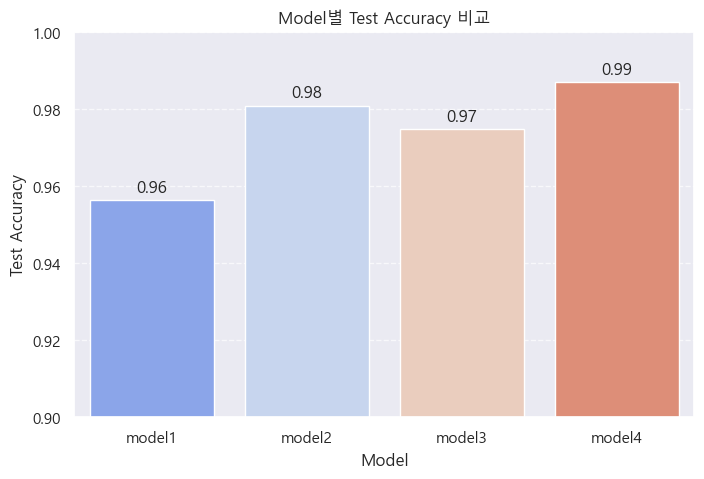 Model별 Test Accuracy 비교
1.00
0.98
0.96
0.94
0.92
0.90
Test Accuracy
0.96
0.98
0.97
0.99
model1
model2
model3
model4
Model